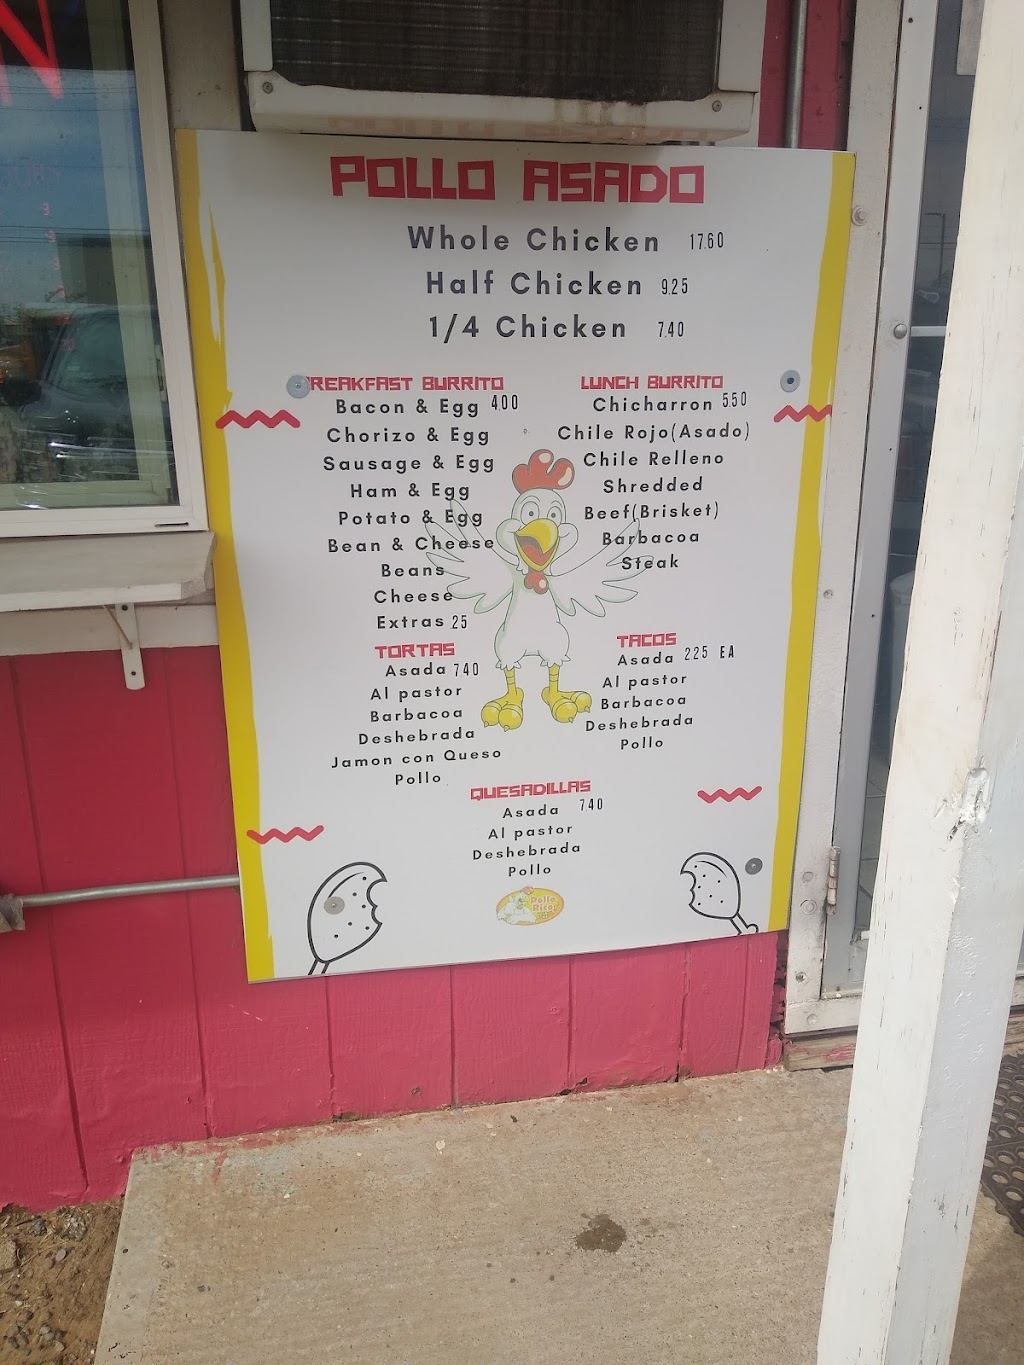 POLLO ASADO
Whole Chicken 17.60
Half Chicken 9.25
1/4 Chicken 7.40
REAKFAST BURRITO
Bacon & Egg 4.00
Chorizo & Egg
Sausage & Egg
Ham & Egg
Potato & Egg
Bean & Cheese
Beans
Cheese
Extras 25
LUNCH BURRITO
Chicharron 5.50
Chile Rojo(Asado)
Chile Relleno
Shredded
Beef(Brisket)
Barbacoa
Steak
TORTAS
Asada 7.40
Al pastor
Barbacoa
Deshebrada
Jamon con Queso
Pollo
TACOS
Asada 2.25 EA
Al pastor
Barbacoa
Deshebrada
Pollo
QUESADILLAS
Asada 7.40
Al pastor
Deshebrada
Pollo
Pollo
Rico